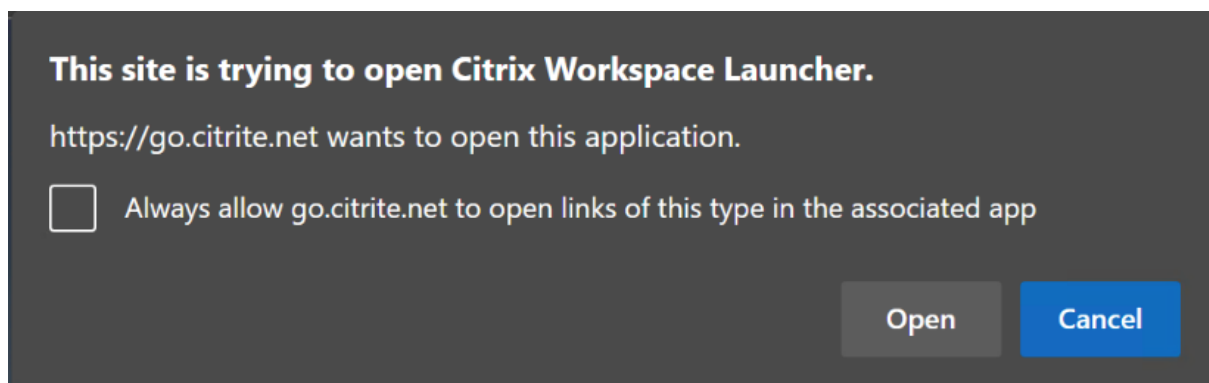 This site is trying to open Citrix Workspace Launcher.
https://go.citrite.net wants to open this application.
Always allow go.citrite.net to open links of this type in the associated app
Open Cancel